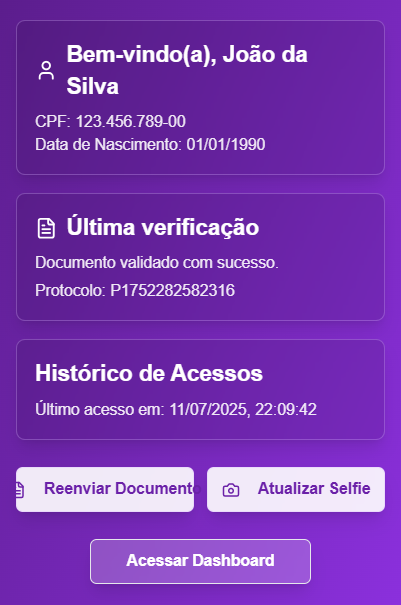 Bem-vindo(a), João da
Silva
CPF: 123.456.789-00
Data de Nascimento: 01/01/1990
Última verificação
Documento validado com sucesso.
Protocolo: P1752282582316
Histórico de Acessos
Último acesso em: 11/07/2025, 22:09:42
Reenviar Documento
Atualizar Selfie
Acessar Dashboard